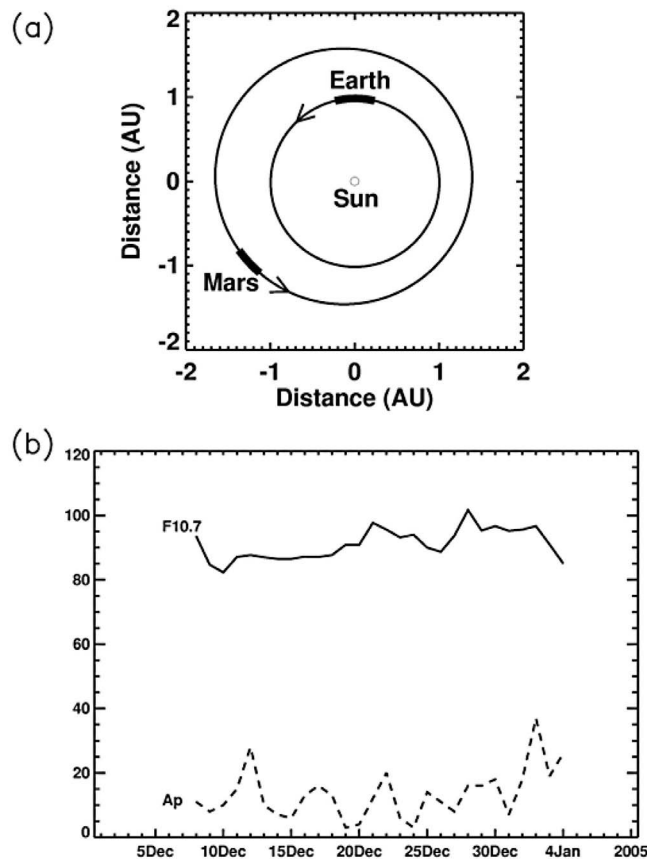 (a)
2
1
0
-1
-2
Distance (AU)
Earth
Sun
Mars
-2 -1 0 1 2
Distance (AU)
(b)
120
100
80
60
40
20
0
F10.7
Ap
5Dec 10Dec 15Dec 20Dec 25Dec 30Dec 4Jan 2005